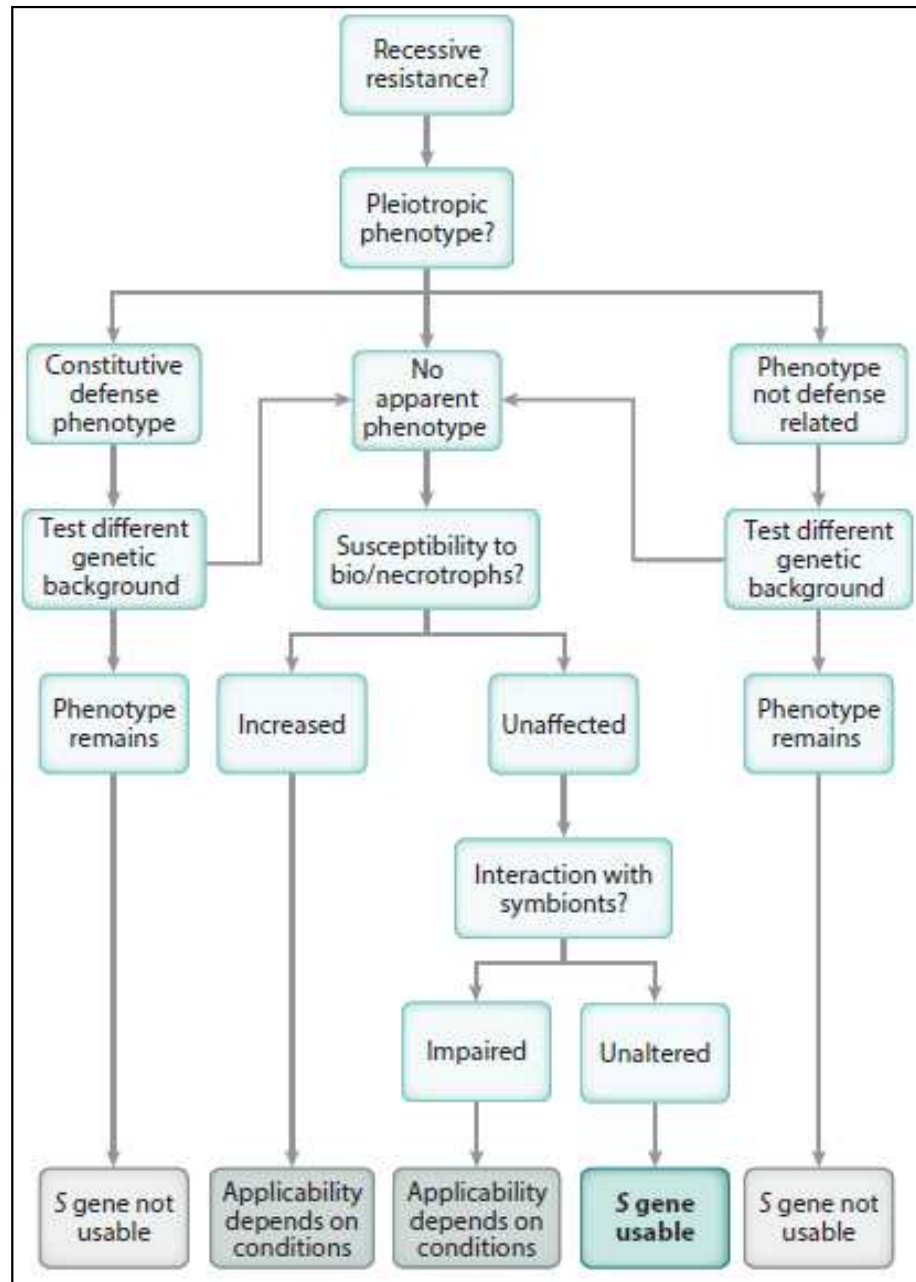 Recessive
resistance?
Pleiotropic
phenotype?
Constitutive
defense
phenotype
No
apparent
phenotype
Phenotype
not defense
related
Test different
genetic
background
Susceptibility to
bio/necrotrophs?
Test different
genetic
background
Phenotype
remains
Increased
Unaffected
Phenotype
remains
Interaction with
symbionts?
Impaired
Unaltered
S gene not
usable
Applicability
depends on
conditions
Applicability
depends on
conditions
S gene
usable
S gene not
usable